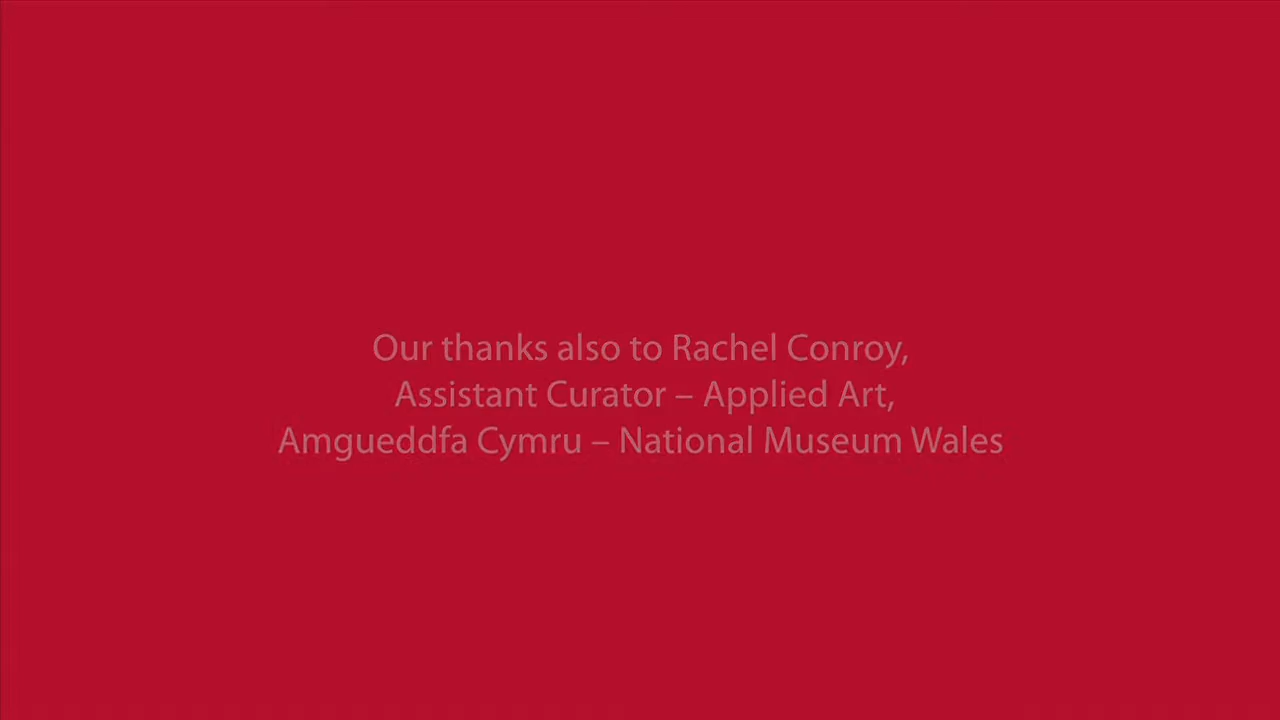 Our thanks also to Rachel Conroy,
Assistant Curator – Applied Art,
Amgueddfa Cymru – National Museum Wales